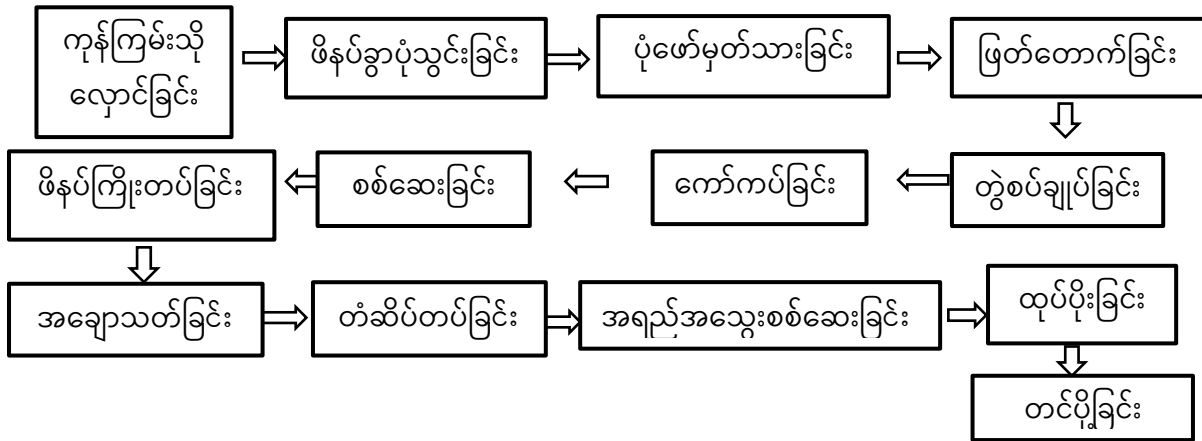 ကုန်ကြမ်းသို
လှောင်ခြင်း
ဖိနပ်ခွာပုံသွင်းခြင်း
ပုံဖော်မှတ်သားခြင်း
ဖြတ်တောက်ခြင်း
တွဲစပ်ချုပ်ခြင်း
ကော်ကပ်ခြင်း
စစ်ဆေးခြင်း
ဖိနပ်ကြိုးတပ်ခြင်း
အချောသတ်ခြင်း
တံဆိပ်တပ်ခြင်း
အရည်အသွေးစစ်ဆေးခြင်း
ထုပ်ပိုးခြင်း
တင်ပို့ခြင်း